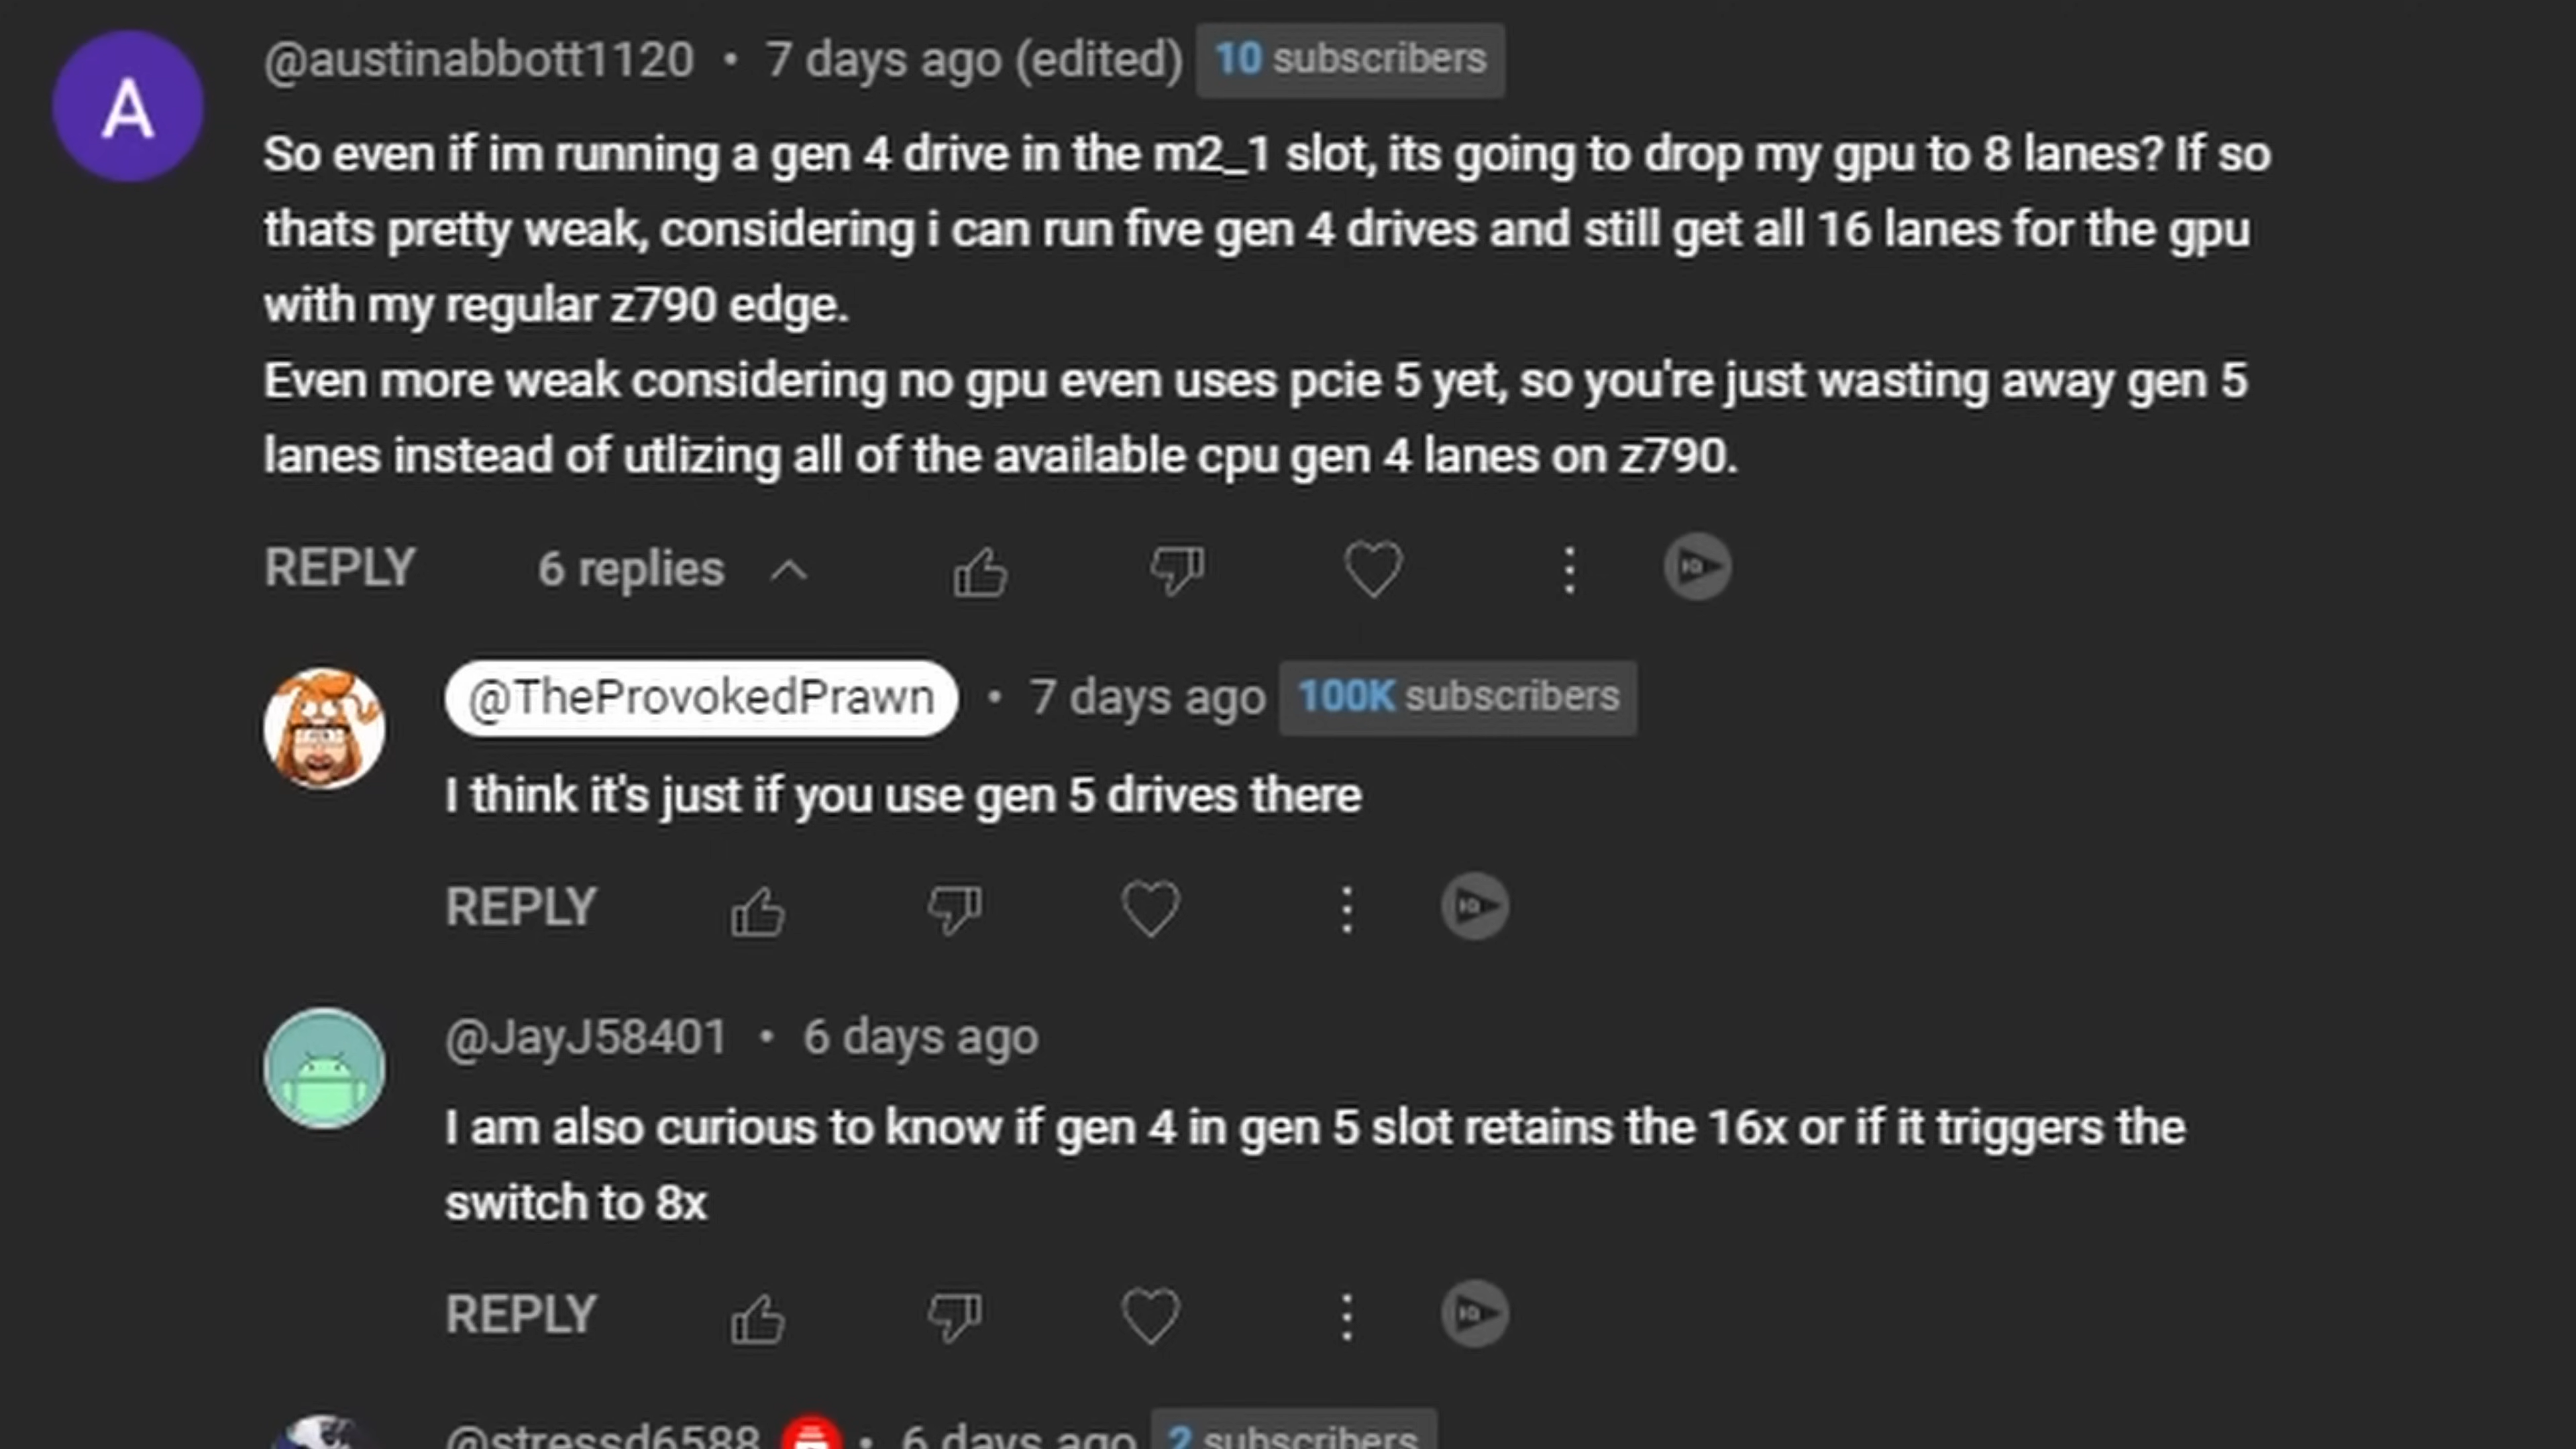 @austinabbott1120 • 7 days ago (edited) 10 subscribers
A
So even if im running a gen 4 drive in the m2_1 slot, its going to drop my gpu to 8 lanes? If so
thats pretty weak, considering i can run five gen 4 drives and still get all 16 lanes for the gpu
with my regular z790 edge.
Even more weak considering no gpu even uses pcie 5 yet, so you're just wasting away gen 5
lanes instead of utlizing all of the available cpu gen 4 lanes on z790.
REPLY 6 replies
@TheProvokedPrawn • 7 days ago 100K subscribers
I think it's just if you use gen 5 drives there
REPLY
@JayJ58401 • 6 days ago
I am also curious to know if gen 4 in gen 5 slot retains the 16x or if it triggers the
switch to 8x
REPLY
@stressd6588 • 6 days ago 2 subscribers